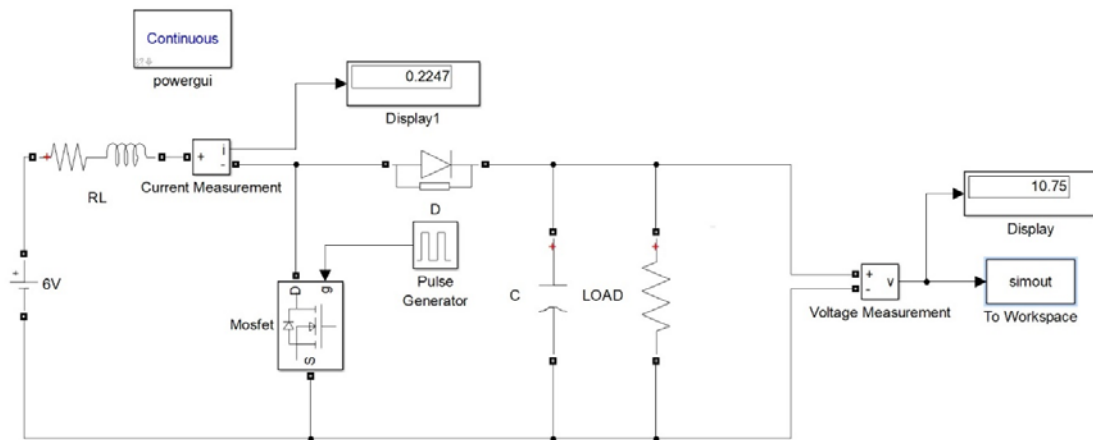 Continuous
powergui
0.2247
Display1
i
+
-
Current Measurement
RL
D
Pulse
Generator
+
6V
D
g
S
Mosfet
+
C
+
LOAD
+
-
v
Voltage Measurement
10.75
Display
simout
To Workspace